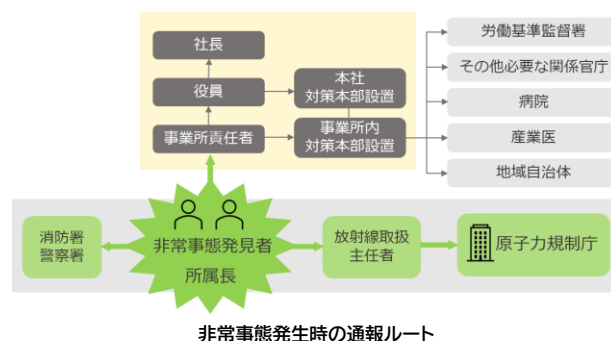 社長
役員
事業所責任者
本社
対策本部設置
事業所内
対策本部設置
労働基準監督署
その他必要な関係官庁
病院
産業医
地域自治体
消防署
警察署
非常事態発見者
所属長
放射線取扱
主任者
原子力規制庁
非常事態発生時の通報ルート